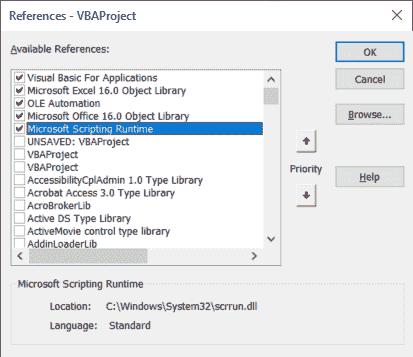 References - VBAProject
Available References:
OK
Visual Basic For Applications
Microsoft Excel 16.0 Object Library
OLE Automation
Microsoft Office 16.0 Object Library
Microsoft Scripting Runtime
UNSAVED: VBAProject
VBAProject
VBAProject
AccessibilityCplAdmin 1.0 Type Library
Acrobat Access 3.0 Type Library
AcroBrokerLib
Active DS Type Library
ActiveMovie control type library
AddinLoaderLib
Cancel
Browse...
Priority
Help
Microsoft Scripting Runtime
Location: C:\Windows\System32\scrrun.dll
Language: Standard